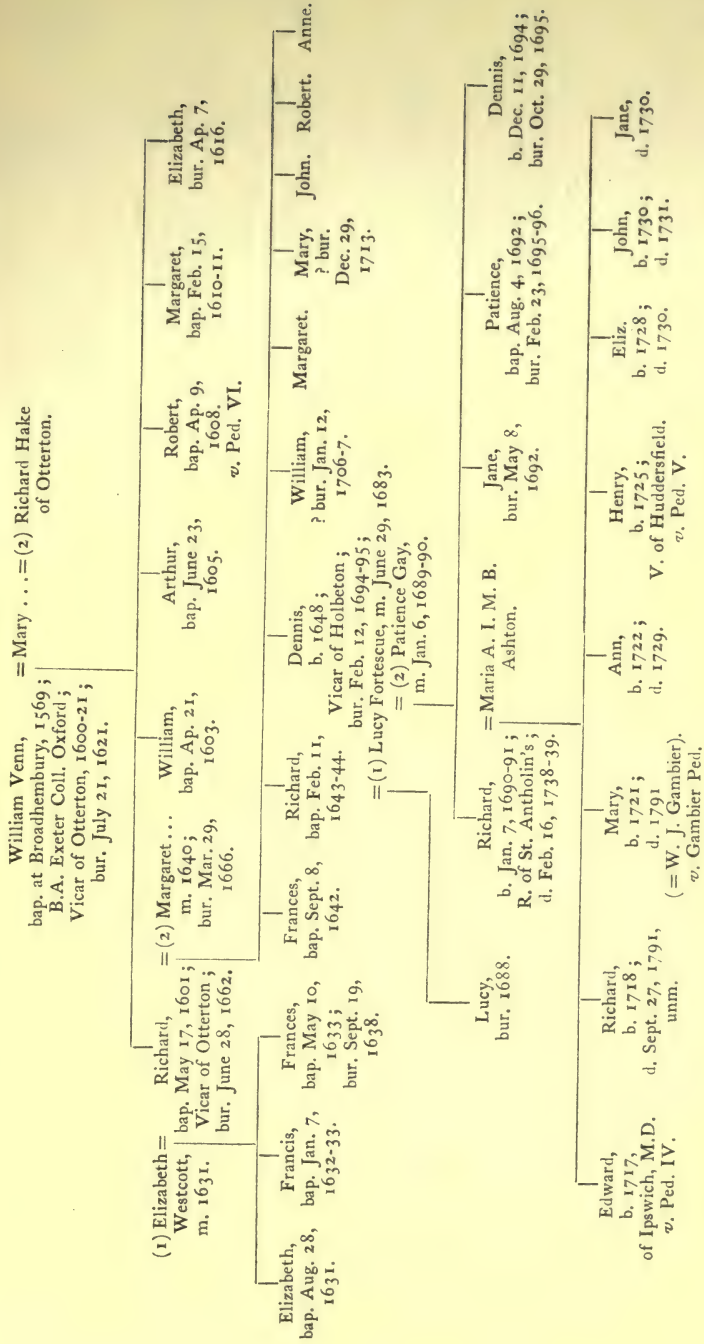 William Venn,
bap. at Broadhembury, 1569 ;
B.A. Exeter Coll. Oxford ;
Vicar of Otterton, 1600-21 ;
bur. July 21, 1621.
= Mary ... = (2) Richard Hake
of Otterton.
(1) Elizabeth =
Westcott,
m. 1631.
Richard,
bap. May 17, 1601 ;
Vicar of Otterton ;
bur. June 28, 1662.
= (2) Margaret ...
m. 1640 ;
bur. Mar. 29,
1666.
William,
bap. Ap. 21,
1603.
Arthur,
bap. June 23,
1605.
Robert,
bap. Ap. 9,
1608.
v. Ped. VI.
Margaret,
bap. Feb. 15,
1610-11.
Elizabeth,
bur. Ap. 7,
1616.
Elizabeth,
bap. Aug. 28,
1631.
Francis,
bap. Jan. 7,
1632-33.
Frances,
bap. May 10,
1633 ;
bur. Sept. 19,
1638.
Frances,
bap. Sept. 8,
1642.
Richard,
bap. Feb. 11,
1643-44.
Dennis,
b. 1648 ;
Vicar of Holbeton ;
bur. Feb. 12, 1694-95 ;
= (1) Lucy Fortescue, m. June 29, 1683.
= (2) Patience Gay,
m. Jan. 6, 1689-90.
William,
? bur. Jan. 12,
1706-7.
Margaret.
Mary,
? bur.
Dec. 29,
1713.
John.
Robert.
Anne.
Lucy,
bur. 1688.
Richard,
b. Jan. 7, 1690-91 ;
R. of St. Antholin's ;
d. Feb. 16, 1738-39.
= Maria A. I. M. B.
Ashton.
Jane,
bur. May 8,
1692.
Patience,
bap. Aug. 4, 1692 ;
bur. Feb. 23, 1695-96.
Dennis,
b. Dec. 11, 1694 ;
bur. Oct. 29, 1695.
Edward,
b. 1717,
of Ipswich, M.D.
v. Ped. IV.
Richard,
b. 1718 ;
d. Sept. 27, 1791,
unm.
Mary,
b. 1721 ;
d. 1791
(= W. J. Gambier).
v. Gambier Ped.
Ann,
b. 1722 ;
d. 1729.
Henry,
b. 1725 ;
V. of Huddersfield.
v. Ped. V.
Eliz.
b. 1728 ;
d. 1730.
John,
b. 1730 ;
d. 1731.
Jane,
d. 1730.